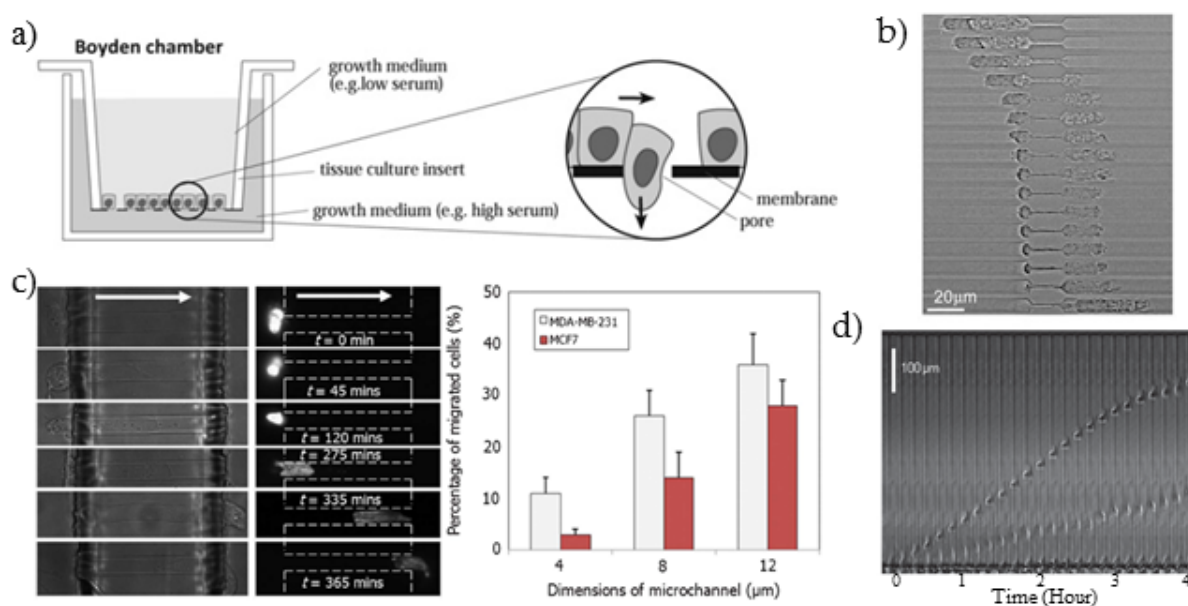 a)
Boyden chamber
growth medium
(e.g.low serum)
tissue culture insert
growth medium (e.g. high serum)
membrane
pore
b)
20μm
c)
t = 0 min
t = 45 mins
t = 120 mins
t = 275 mins
t = 335 mins
t = 365 mins
Percentage of migrated cells (%)
50
40
30
20
10
0
MDA-MB-231
MCF7
4
8
12
Dimensions of microchannel (μm)
d)
100 μm
0
1
2
3
4
Time (Hour)